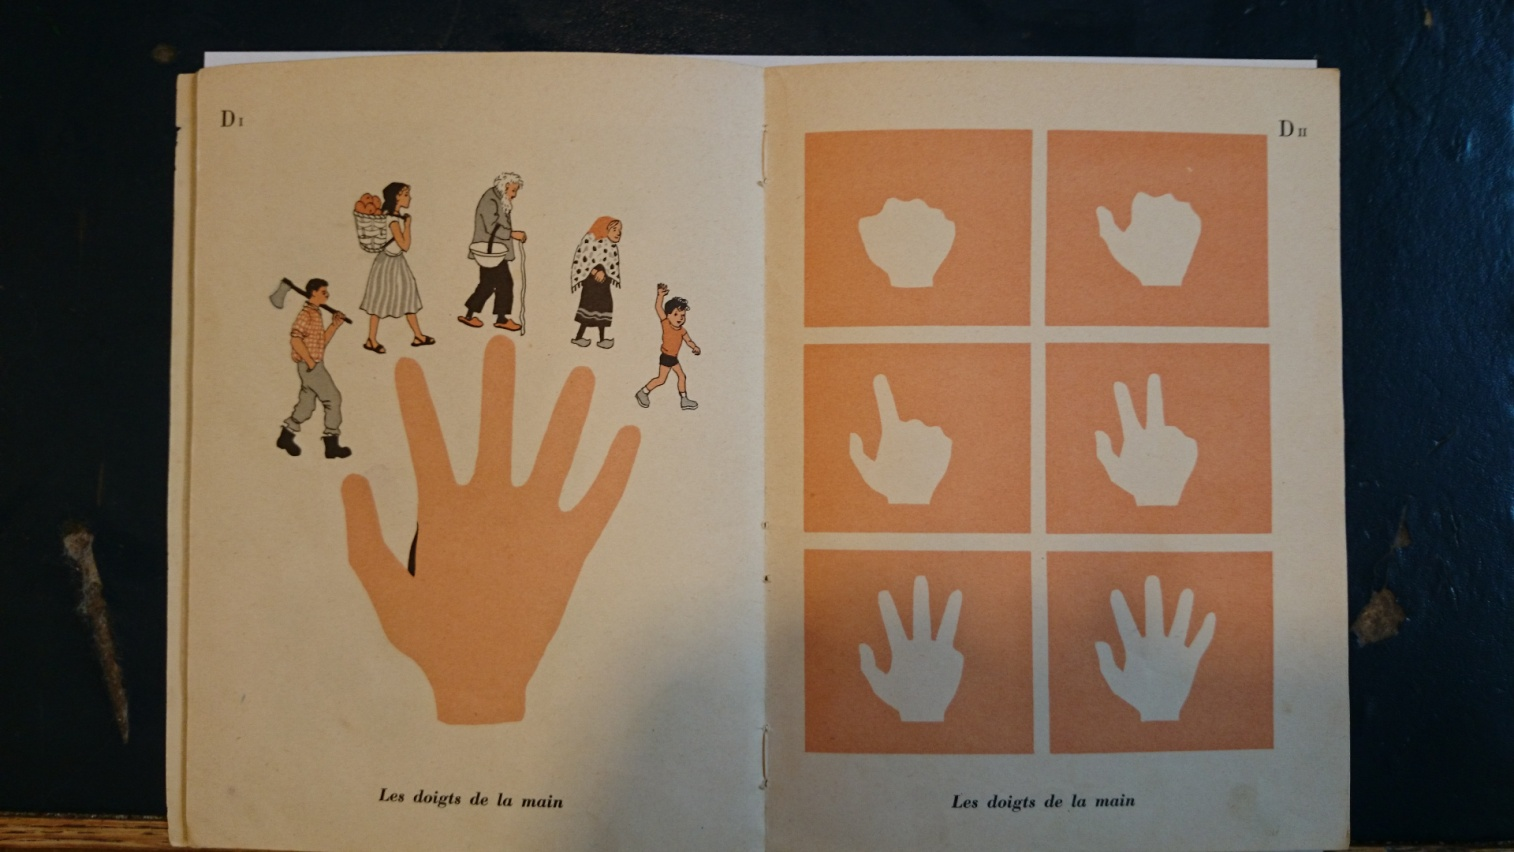 D I
Les doigts de la main
D II
Les doigts de la main